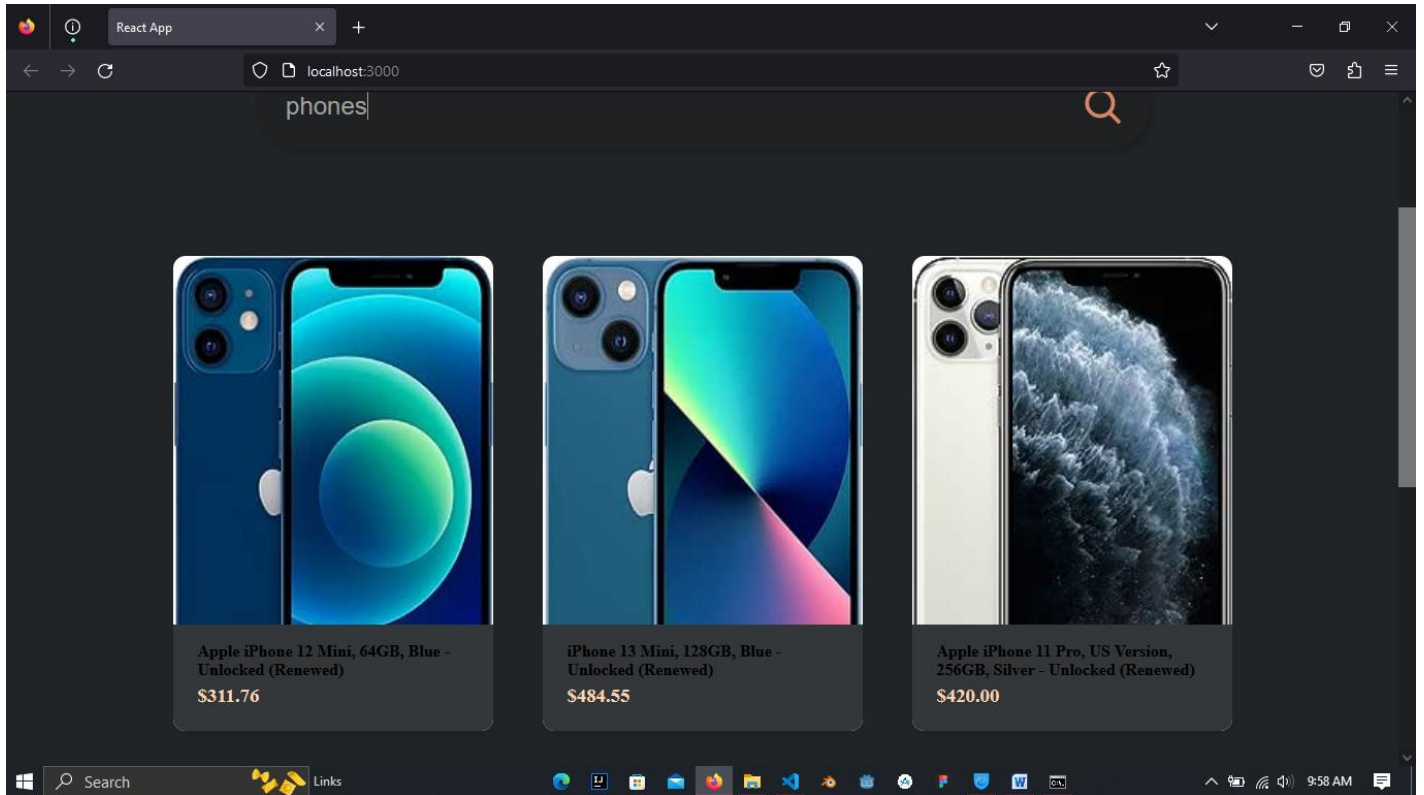 React App
localhost:3000
phones
Apple iPhone 12 Mini, 64GB, Blue -
Unlocked (Renewed)
$311.76
iPhone 13 Mini, 128GB, Blue -
Unlocked (Renewed)
$484.55
Apple iPhone 11 Pro, US Version,
256GB, Silver - Unlocked (Renewed)
$420.00
Search
Links
9:58 AM